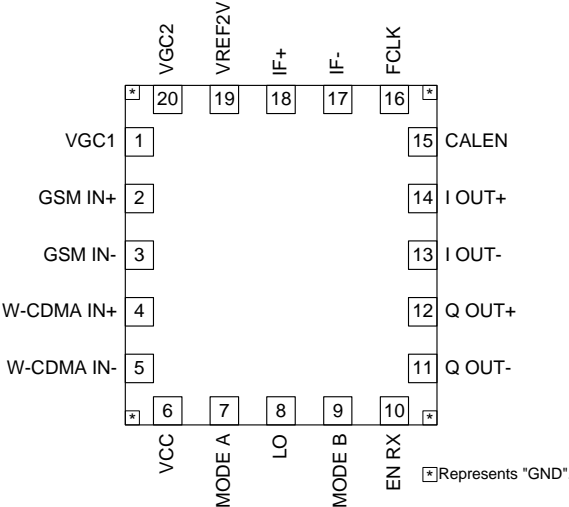 VGC2
VREF2V
IF+
IF-
FCLK
* 20 19 18 17 16 *
VGC1 1 15 CALEN
GSM IN+ 2 14 I OUT+
GSM IN- 3 13 I OUT-
W-CDMA IN+ 4 12 Q OUT+
W-CDMA IN- 5 11 Q OUT-
* 6 7 8 9 10 *
VCC
MODE A
LO
MODE B
EN RX
* Represents "GND".